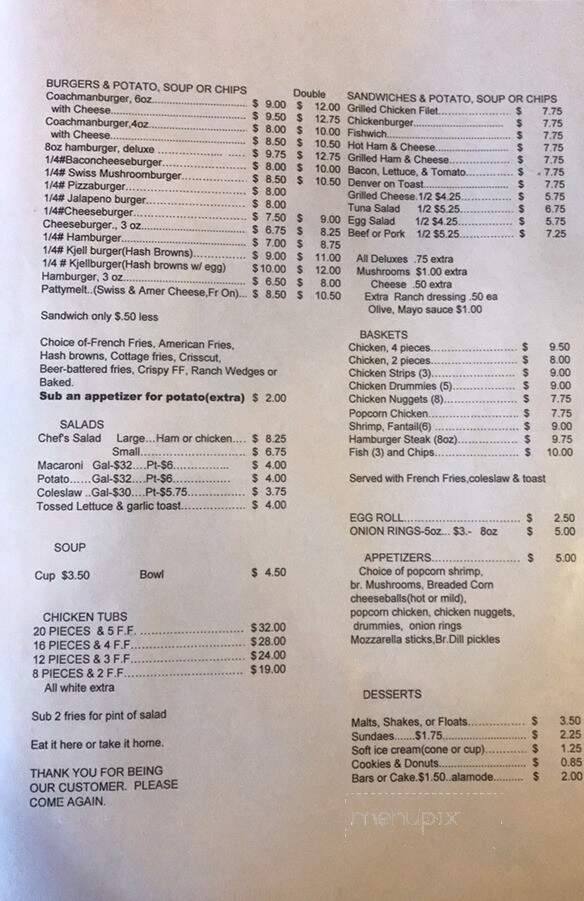 BURGERS & POTATO, SOUP OR CHIPS Double
Coachmanburger, 6oz......................... $ 9.00 $ 12.00
with Cheese.................................... $ 9.50 $ 12.75
Coachmanburger,4oz......................... $ 8.00 $ 10.00
with Cheese.................................... $ 8.50 $ 10.50
8oz hamburger, deluxe ...................... $ 9.75 $ 12.75
1/4#Baconcheeseburger..................... $ 8.00 $ 10.00
1/4# Swiss Mushroomburger............... $ 8.50 $ 10.50
1/4# Pizzaburger............................... $ 8.00
1/4# Jalapeno burger......................... $ 8.00
1/4#Cheeseburger............................. $ 7.50 $ 9.00
Cheeseburger., 3 oz.......................... $ 6.75 $ 8.25
1/4# Hamburger................................ $ 7.00 $ 8.75
1/4# Kjell burger(Hash Browns)........... $ 9.00 $ 11.00
1/4 # Kjellburger(Hash browns w/ egg) $10.00 $ 12.00
Hamburger, 3 oz............................... $ 6.50 $ 8.00
Pattymelt..(Swiss & Amer Cheese,Fr On)... $ 8.50 $ 10.50
Sandwich only $.50 less
Choice of-French Fries, American Fries,
Hash browns, Cottage fries, Crisscut,
Beer-battered fries, Crispy FF, Ranch Wedges or
Baked.
Sub an appetizer for potato(extra) $ 2.00
SALADS
Chef's Salad Large...Ham or chicken.... $ 8.25
Small........................ $ 6.75
Macaroni Gal-$32....Pt-$6................. $ 4.00
Potato......Gal-$32....Pt-$6................. $ 4.00
Coleslaw ..Gal-$30....Pt-$5.75.............. $ 3.75
Tossed Lettuce & garlic toast................ $ 4.00
SOUP
Cup $3.50 Bowl $ 4.50
CHICKEN TUBS
20 PIECES & 5 F.F. ......................... $32.00
16 PIECES & 4 F.F........................... $28.00
12 PIECES & 3 F.F........................... $24.00
8 PIECES & 2 F.F............................. $19.00
All white extra
Sub 2 fries for pint of salad
Eat it here or take it home.
THANK YOU FOR BEING
OUR CUSTOMER. PLEASE
COME AGAIN.
SANDWICHES & POTATO, SOUP OR CHIPS
Grilled Chicken Filet....................... $ 7.75
Chickenburger............................... $ 7.75
Fishwich....................................... $ 7.75
Hot Ham & Cheese........................ $ 7.75
Grilled Ham & Cheese.................... $ 7.75
Bacon, Lettuce, & Tomato............... $ 7.75
Denver on Toast............................ $ 7.75
Grilled Cheese.1/2 $4.25................. $ 5.75
Tuna Salad 1/2 $5.25................. $ 6.75
Egg Salad 1/2 $4.25................. $ 5.75
Beef or Pork 1/2 $5.25................. $ 7.25
All Deluxes .75 extra
Mushrooms $1.00 extra
Cheese .50 extra
Extra Ranch dressing .50 ea
Olive, Mayo sauce $1.00
BASKETS
Chicken, 4 pieces........................... $ 9.50
Chicken, 2 pieces........................... $ 8.00
Chicken Strips (3)........................... $ 9.00
Chicken Drummies (5)..................... $ 9.00
Chicken Nuggets (8)....................... $ 7.75
Popcorn Chicken............................ $ 7.75
Shrimp, Fantail(6) .......................... $ 9.00
Hamburger Steak (8oz)................... $ 9.75
Fish (3) and Chips.......................... $ 10.00
Served with French Fries,coleslaw & toast
EGG ROLL.................................... $ 2.50
ONION RINGS-5oz... $3.- 8oz $ 5.00
APPETIZERS........................... $ 5.00
Choice of popcorn shrimp,
br. Mushrooms, Breaded Corn
cheeseballs(hot or mild),
popcorn chicken, chicken nuggets,
drummies, onion rings
Mozzarella sticks,Br.Dill pickles
DESSERTS
Malts, Shakes, or Floats.................. $ 3.50
Sundaes......$1.75......................... $ 2.25
Soft ice cream(cone or cup)............. $ 1.25
Cookies & Donuts.......................... $ 0.85
Bars or Cake.$1.50..alamode.......... $ 2.00
menupix